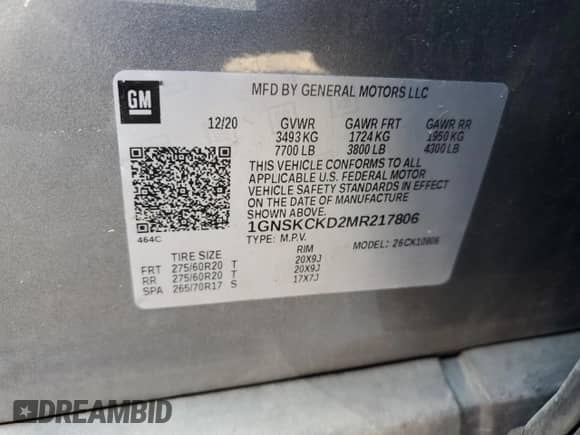 GM
MFD BY GENERAL MOTORS LLC
12/20 GVWR GAWR FRT GAWR RR
3493 KG 1724 KG 1950 KG
7700 LB 3800 LB 4300 LB
THIS VEHICLE CONFORMS TO ALL
APPLICABLE U.S. FEDERAL MOTOR
VEHICLE SAFETY STANDARDS IN EFFECT
ON THE DATE OF MANUFACTURE
SHOWN ABOVE.
1GNSKCKD2MR217806
464C
TYPE: M.P.V. MODEL: 26CK10906
TIRE SIZE RIM
FRT 275/60R20 T 20X9J
RR 275/60R20 T 20X9J
SPA 265/70R17 S 17X7J
DREAMBID